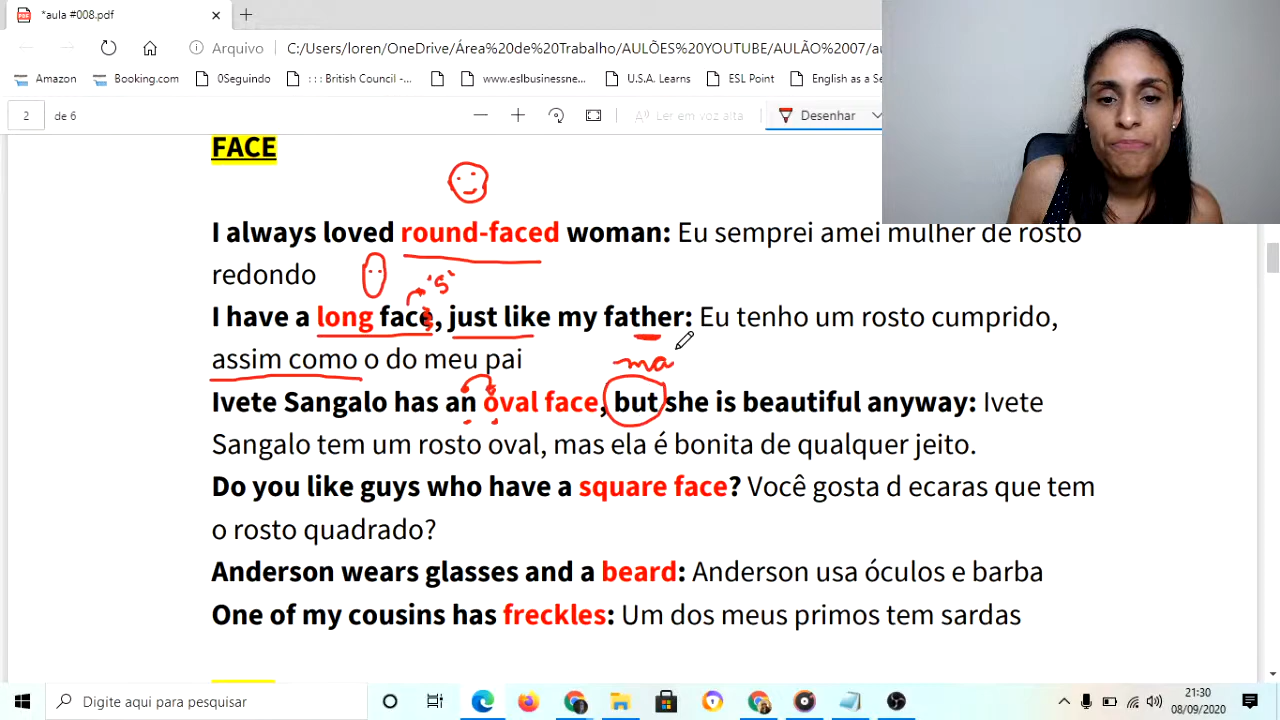 *aula #008.pdf
Arquivo C:/Users/loren/OneDrive/Área%20de%20Trabalho/AULÕES%20YOUTUBE/AULÃO%2007/au
Amazon Booking.com 0Seguindo : : : British Council -... www.eslbusinessne... U.S.A. Learns ESL Point English as a Se
2 de 6 Ler em voz alta Desenhar
FACE
I always loved round-faced woman: Eu semprei amei mulher de rosto
redondo
's'
I have a long face, just like my father: Eu tenho um rosto cumprido,
assim como o do meu pai
ma
Ivete Sangalo has an oval face, but she is beautiful anyway: Ivete
Sangalo tem um rosto oval, mas ela é bonita de qualquer jeito.
Do you like guys who have a square face? Você gosta d ecaras que tem
o rosto quadrado?
Anderson wears glasses and a beard: Anderson usa óculos e barba
One of my cousins has freckles: Um dos meus primos tem sardas
Digite aqui para pesquisar
21:30
08/09/2020